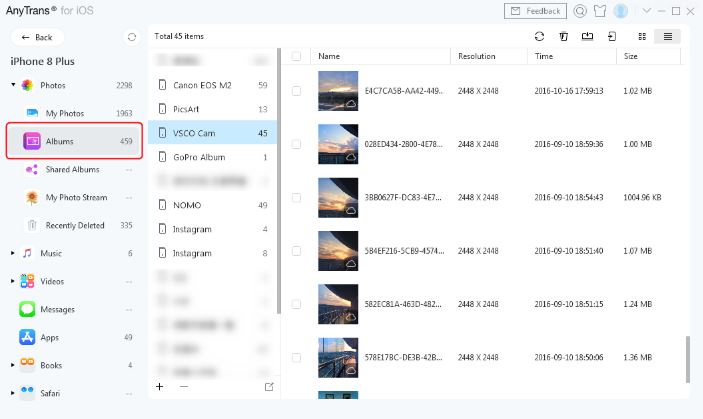 AnyTrans® for iOS
Feedback
Back
Total 45 items
iPhone 8 Plus
Photos 2298
My Photos 1963
Albums 459
Shared Albums --
My Photo Stream --
Recently Deleted 335
Music 6
Videos --
Messages --
Apps 49
Books 4
Safari --
Canon EOS M2 59
PicsArt 13
VSCO Cam 45
GoPro Album 1
NOMO 49
Instagram 4
Instagram 8
Name Resolution Time Size
E4C7CA5B-AA42-449... 2448 X 2448 2016-10-16 17:59:13 1.02 MB
028ED434-2800-4E78... 2448 X 2448 2016-09-10 18:59:36 1.00 MB
3BB0627F-DC83-4E7... 2448 X 2448 2016-09-10 18:54:43 1004.96 KB
5B4EF216-5CB9-4574... 2448 X 2448 2016-09-10 18:51:40 1.07 MB
582EC81A-463D-482... 2448 X 2448 2016-09-10 18:51:15 1.24 MB
578E17BC-DE3B-42B... 2448 X 2448 2016-09-10 18:50:06 1.36 MB